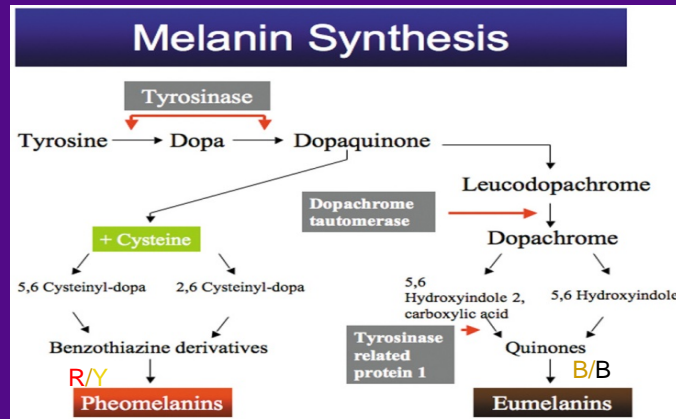 Melanin Synthesis
Tyrosinase
Tyrosine
Dopa
Dopaquinone
Leucodopachrome
Dopachrome
tautomerase
+ Cysteine
Dopachrome
5,6 Cysteinyl-dopa
2,6 Cysteinyl-dopa
5,6
Hydroxyindole 2,
carboxylic acid
5,6 Hydroxyindole
Tyrosinase
related
protein 1
Benzothiazine derivatives
Quinones
R/Y
B/B
Pheomelanins
Eumelanins